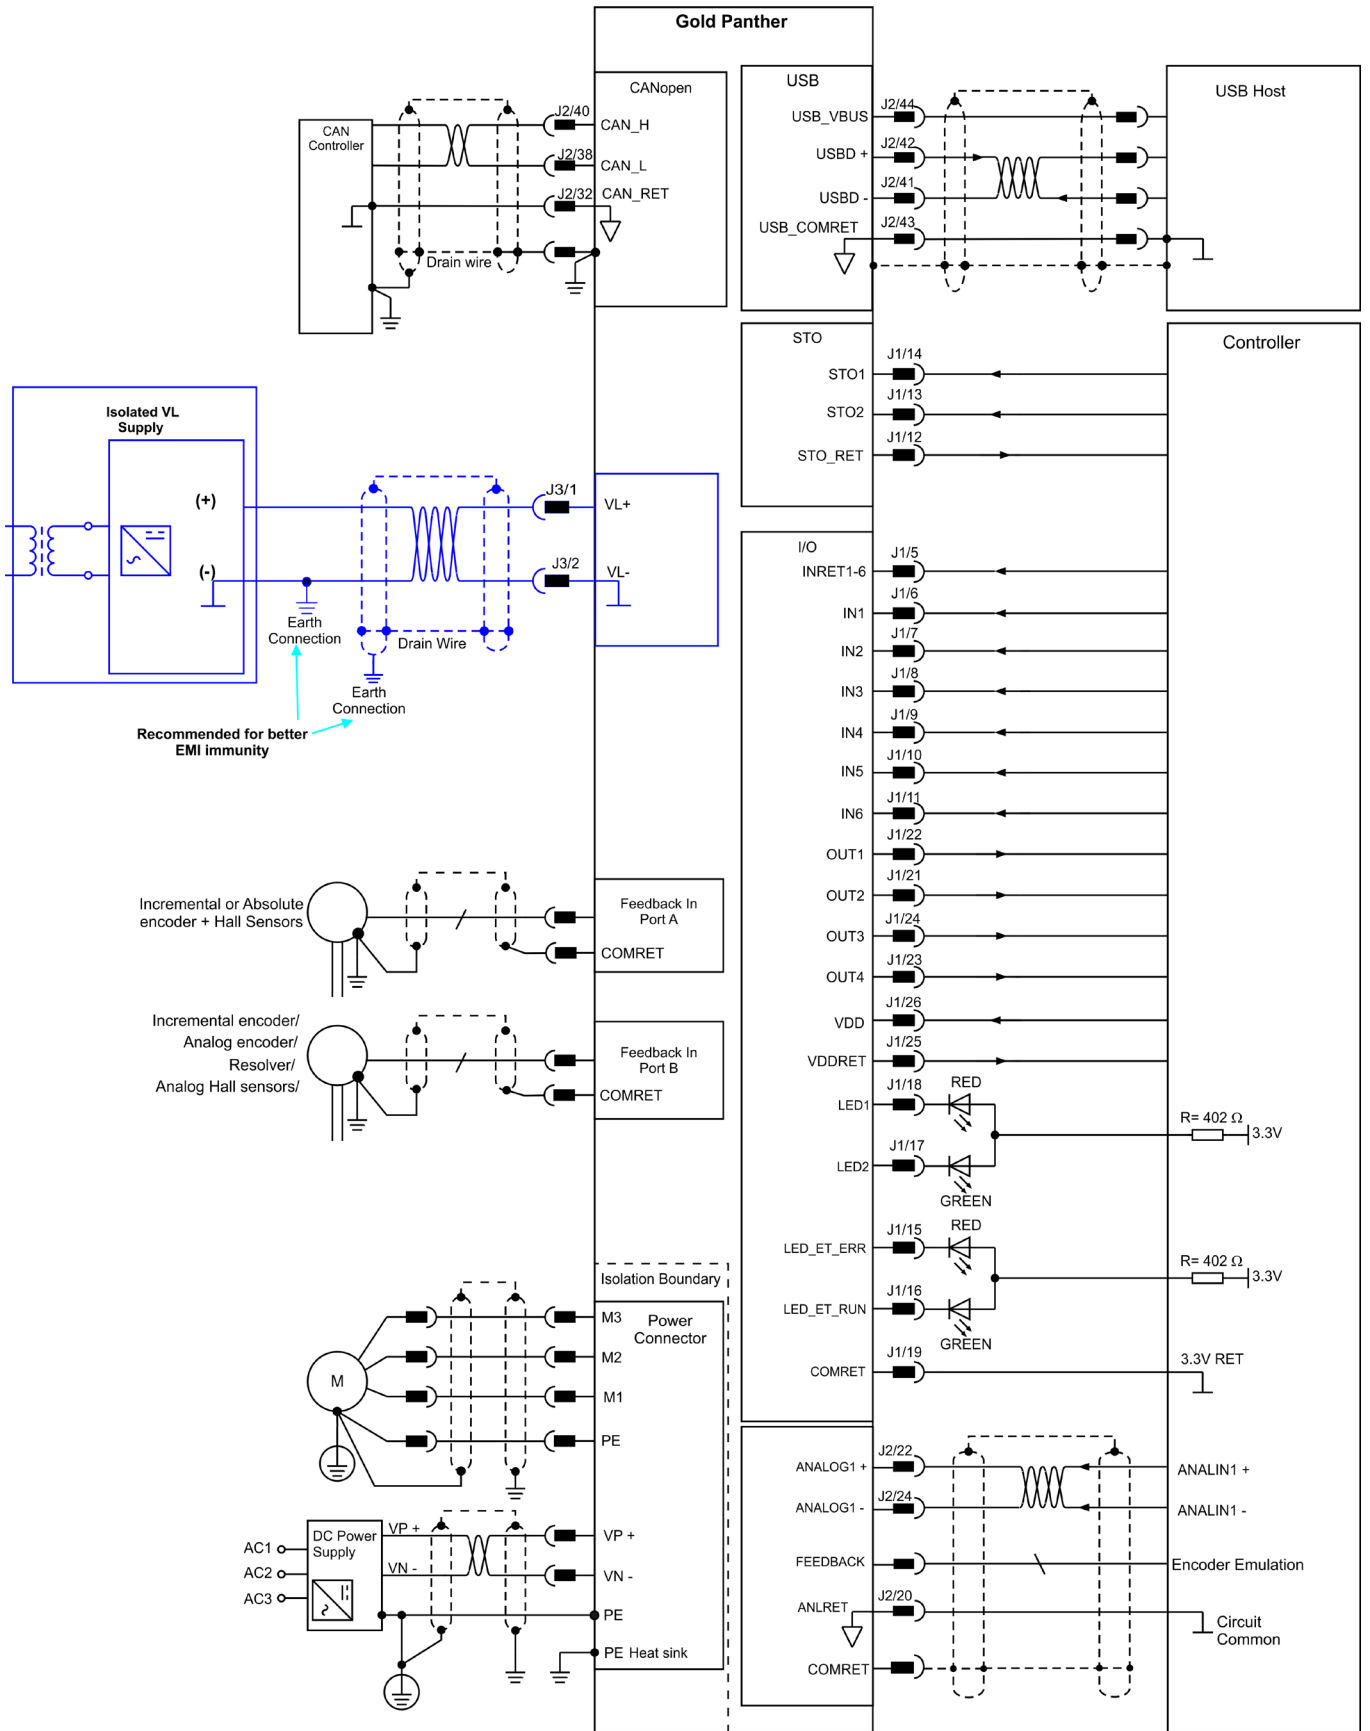 Gold Panther
CANopen
CAN
Controller
J2/40
CAN_H
J2/38
CAN_L
J2/32
CAN_RET
Drain wire
USB
USB_VBUS
J2/44
USBD +
J2/42
USBD -
J2/41
USB_COMRET
J2/43
USB Host
STO
STO1
J1/14
STO2
J1/13
STO_RET
J1/12
Controller
Isolated VL
Supply
(+)
(-)
J3/1
VL+
J3/2
VL-
Earth
Connection
Drain Wire
Earth
Connection
Recommended for better
EMI immunity
I/O
INRET1-6
J1/5
IN1
J1/6
IN2
J1/7
IN3
J1/8
IN4
J1/9
IN5
J1/10
IN6
J1/11
OUT1
J1/22
OUT2
J1/21
OUT3
J1/24
OUT4
J1/23
VDD
J1/26
VDDRET
J1/25
LED1
J1/18
RED
LED2
J1/17
GREEN
R= 402 Ω
3.3V
LED_ET_ERR
J1/15
RED
LED_ET_RUN
J1/16
GREEN
R= 402 Ω
3.3V
COMRET
J1/19
3.3V RET
Incremental or Absolute
encoder + Hall Sensors
Feedback In
Port A
COMRET
Incremental encoder/
Analog encoder/
Resolver/
Analog Hall sensors/
Feedback In
Port B
COMRET
Isolation Boundary
Power
Connector
M
M3
M2
M1
PE
AC1
AC2
AC3
DC Power
Supply
VP +
VN -
VP +
VN -
PE
PE Heat sink
ANALOG1 +
J2/22
ANALIN1 +
ANALOG1 -
J2/24
ANALIN1 -
FEEDBACK
Encoder Emulation
ANLRET
J2/20
Circuit
Common
COMRET